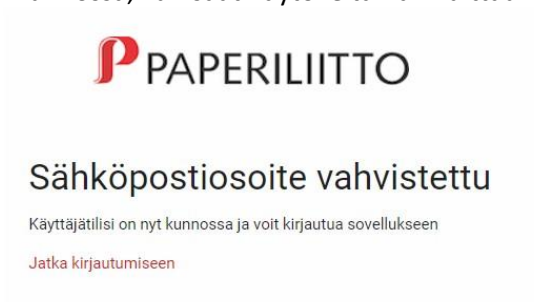 PAPERILIITTO
Sähköpostiosoite vahvistettu
Käyttäjätilisi on nyt kunnossa ja voit kirjautua sovellukseen
Jatka kirjautumiseen